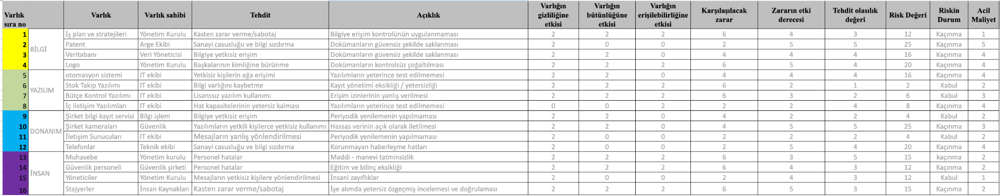 Varlık sıra no Varlık Varlık sahibi Tehdit Açıklık Varlığın gizliliğine etkisi Varlığın bütünlüğüne etkisi Varlığın erişilebilirliğine etkisi Karşılaşılacak zarar Zararın etki derecesi Tehdit olasılık değeri Risk Değeri Riskin Durum Acil Maliyet
BİLGİ
1 İş plan ve stratejileri Yönetim Kurulu Kasten zarar verme/sabotaj Bilgiye erişim kontrolünün uygulanmaması 2 2 2 6 4 3 12 Kaçınma 1
2 Patent Arge Ekibi Sanayi casusluğu ve bilgi sızdırma Dokümanların güvensiz şekilde saklanması 2 0 0 2 5 5 25 Kaçınma 5
3 Veritabanı Veri Yöneticisi Bilgiye yetkisiz erişim Dokümanların güvensiz şekilde saklanması 2 2 0 4 4 4 16 Kaçınma 4
4 Logo Yönetim Kurulu Başkalarının kimliğine bürünme Dokümanların kontrolsüz çoğaltılması 2 2 2 6 5 4 20 Kaçınma 4
YAZILIM
5 otomasyon sistemi IT ekibi Yetkisiz kişilerin ağa erişimi Yazılımların yeterince test edilmemesi 2 2 0 4 4 4 16 Kaçınma 4
6 Stok Takip Yazılımı IT ekibi Bilgi varlığını kaybetme Kayıt yönetimi eksikliği / yetersizliği 2 2 2 6 2 1 2 Kabul 2
7 Bütçe Kontrol Yazılımı IT ekibi Lisanssız yazılım kullanımı Erişim izinlerinin yanlış verilmesi 2 2 2 6 3 2 6 Kabul 3
8 İç iletişim Yazılımları IT ekibi Hat kapasitelerinin yetersiz kalması Yazılımların yeterince test edilmemesi 0 0 2 2 2 4 8 Kaçınma 4
DONANIM
9 Şirket bilgi kayıt servisi Bilgi işlem Bilgiye yetkisiz erişim Periyodik yenilemenin yapılmaması 2 2 0 4 2 2 4 Kabul 2
10 Şirket kameraları Güvenlik Yazılımların yetkili kişilerce yetkisiz kullanımı Hassas verinin açık olarak iletilmesi 2 2 0 4 5 5 25 Kaçınma 3
11 İletişim Sunucuları IT ekibi Mesajların yanlış yönlendirilmesi Periyodik yenilemenin yapılmaması 2 0 0 2 2 2 4 Kabul 2
12 Telefonlar Teknik ekibi Sanayi casusluğu ve bilgi sızdırma Korunmayan haberleşme hatları 2 0 0 2 5 4 20 Kaçınma 4
İNSAN
13 Muhasebe Yönetim kurulu Personel hatalar Maddi - manevi tatminsizlik 2 2 2 6 3 5 15 kaçınma 2
14 Güvenlik personeli Güvenlik şirketi Personel hatalar Eğitim ve bilinç eksikliği 2 2 2 6 4 3 12 Kaçınma 2
15 Yöneticiler Yönetim Kurulu Mesajların yetkisiz kişilere yönlendirilmesi İnsani zayıflıklar 2 0 0 2 4 3 12 Kabul 1
16 Stajyerler İnsan Kaynakları Kasten zarar verme/sabotaj İşe alımda yetersiz özgeçmiş incelemesi ve doğrulaması 2 2 2 6 5 3 15 Kaçınma 2